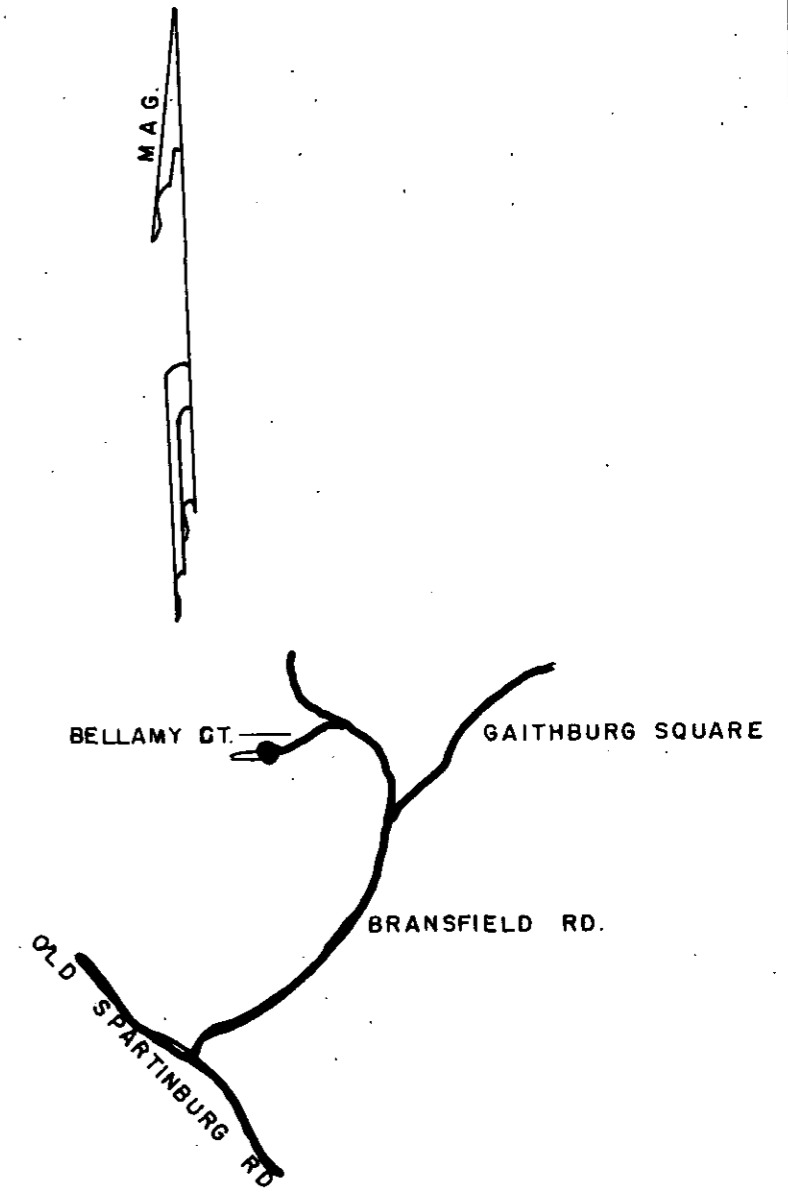 MAG.
BELLAMY CT.
GAITHBURG SQUARE
BRANSFIELD RD.
OLD SPARTINBURG RD